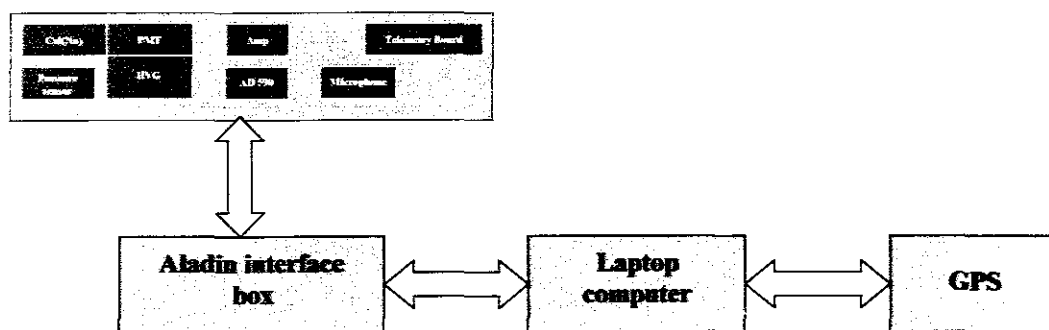 CsI(Na) PMT Amp Telemetry Board
Pressure sensor HVG AD 590 Microphone
Aladin interface
box
Laptop
computer
GPS